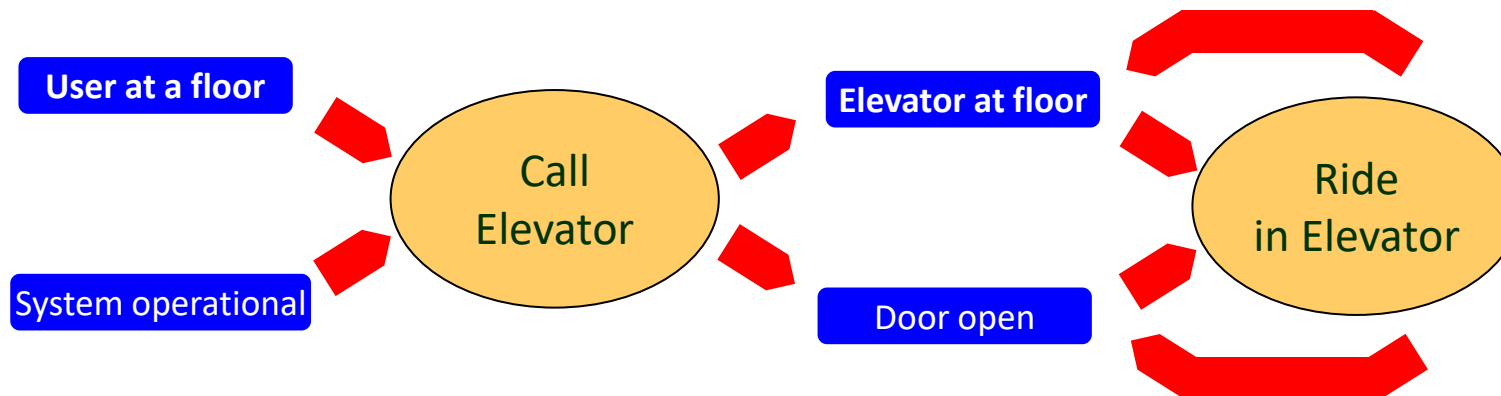 User at a floor
System operational
Call
Elevator
Elevator at floor
Door open
Ride
in Elevator